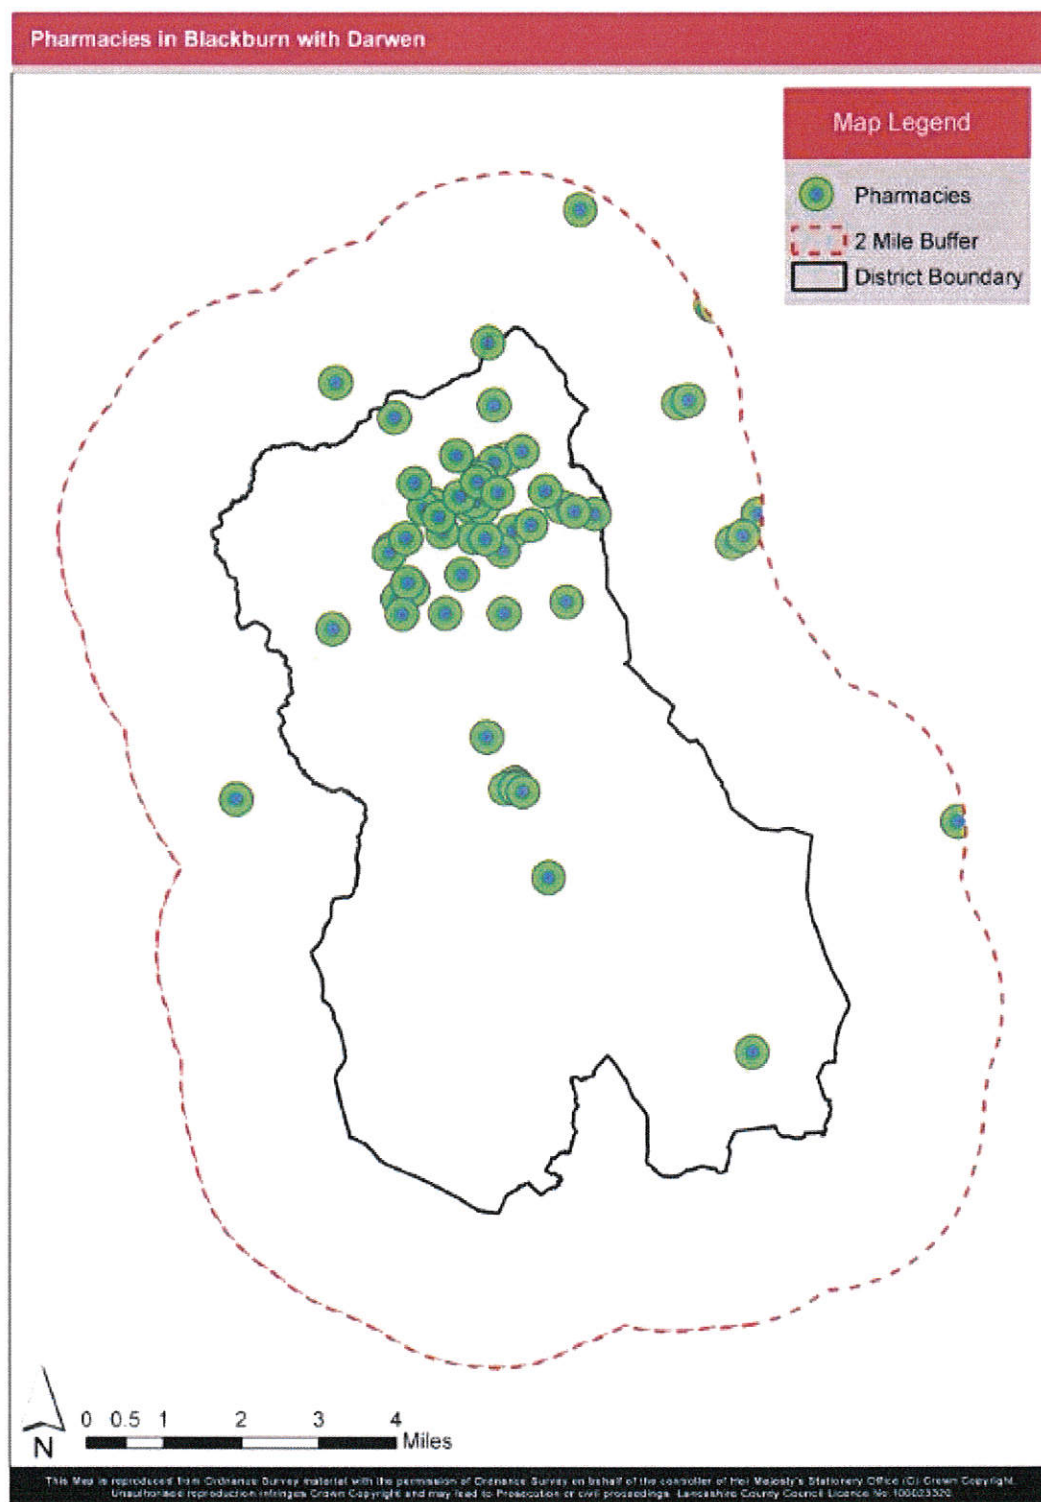 Pharmacies in Blackburn with Darwen
Map Legend
Pharmacies
2 Mile Buffer
District Boundary
0 0.5 1 2 3 4
Miles
N
This Map is reproduced from Ordnance Survey material with the permission of Ordnance Survey on behalf of the controller of Her Majesty's Stationery Office (C) Crown Copyright.
Unauthorised reproduction infringes Crown Copyright and may lead to Prosecution or civil proceedings. Lancashire County Council Licence No. 100023320